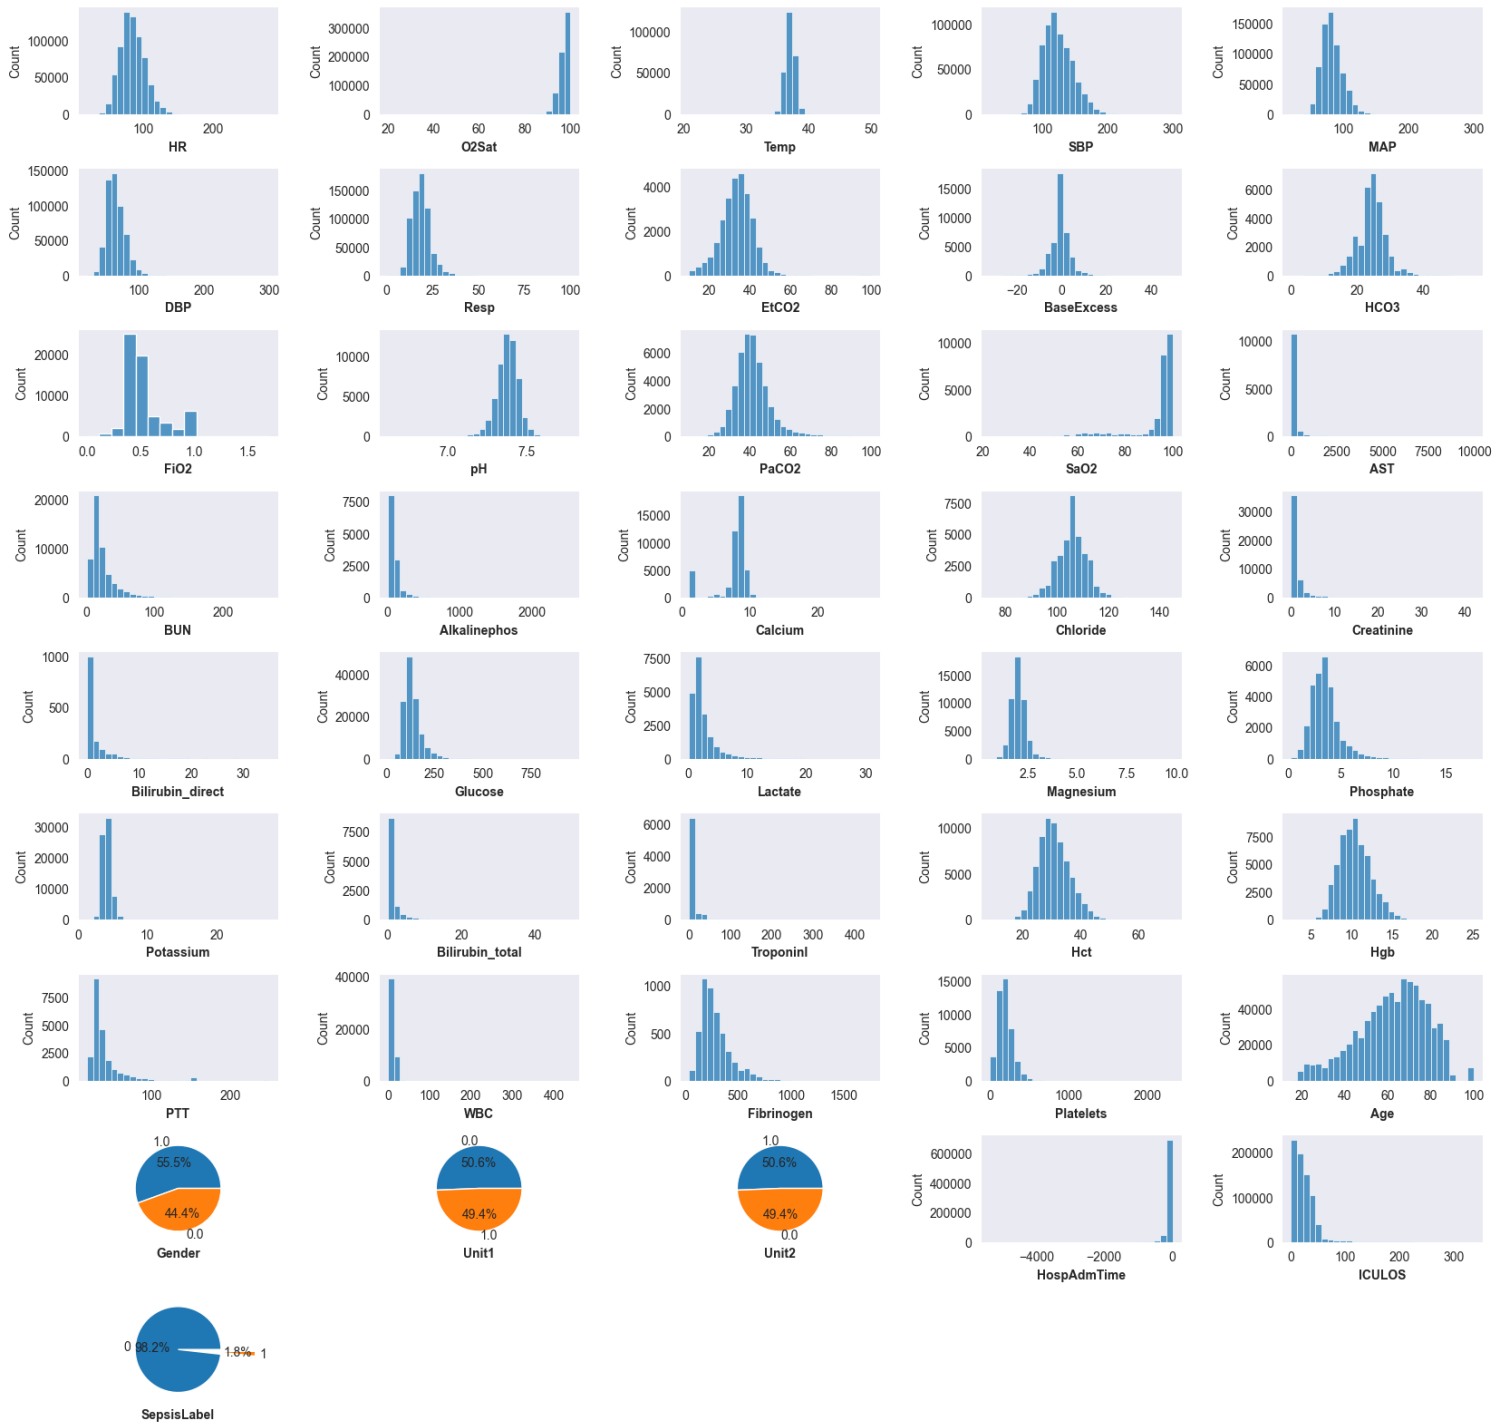 Count 100000 50000 0 100 200 HR
Count 300000 200000 100000 0 20 40 60 80 100 O2Sat
Count 100000 50000 0 20 30 40 50 Temp
Count 100000 50000 0 100 200 300 SBP
Count 150000 100000 50000 0 100 200 300 MAP
Count 150000 100000 50000 0 100 200 300 DBP
Count 150000 100000 50000 0 0 25 50 75 100 Resp
Count 4000 2000 0 20 40 60 80 100 EtCO2
Count 15000 10000 5000 0 −20 0 20 40 BaseExcess
Count 6000 4000 2000 0 0 20 40 HCO3
Count 20000 10000 0 0.0 0.5 1.0 1.5 FiO2
Count 10000 5000 0 7.0 7.5 pH
Count 6000 4000 2000 0 20 40 60 80 100 PaCO2
Count 10000 5000 0 20 40 60 80 100 SaO2
Count 10000 5000 0 0 2500 5000 7500 10000 AST
Count 20000 10000 0 0 100 200 BUN
Count 7500 5000 2500 0 0 1000 2000 Alkalinephos
Count 15000 10000 5000 0 0 10 20 Calcium
Count 7500 5000 2500 0 80 100 120 140 Chloride
Count 30000 20000 10000 0 0 10 20 30 40 Creatinine
Count 1000 500 0 0 10 20 30 Bilirubin_direct
Count 40000 20000 0 0 250 500 750 Glucose
Count 7500 5000 2500 0 0 10 20 30 Lactate
Count 15000 10000 5000 0 2.5 5.0 7.5 10.0 Magnesium
Count 6000 4000 2000 0 0 5 10 15 Phosphate
Count 30000 20000 10000 0 0 10 20 Potassium
Count 7500 5000 2500 0 0 20 40 Bilirubin_total
Count 6000 4000 2000 0 0 100 200 300 400 TroponinI
Count 10000 5000 0 20 40 60 Hct
Count 7500 5000 2500 0 5 10 15 20 25 Hgb
Count 7500 5000 2500 0 100 200 PTT
Count 40000 20000 0 0 100 200 300 400 WBC
Count 1000 500 0 0 500 1000 1500 Fibrinogen
Count 15000 10000 5000 0 0 1000 2000 Platelets
Count 40000 20000 0 20 40 60 80 100 Age
1.0 55.5% 44.4% 0.0 Gender
0.0 50.6% 49.4% 1.0 Unit1
1.0 50.6% 49.4% 0.0 Unit2
Count 600000 400000 200000 0 −4000 −2000 0 HospAdmTime
Count 200000 100000 0 0 100 200 300 ICULOS
0 98.2% 1.8% 1 SepsisLabel